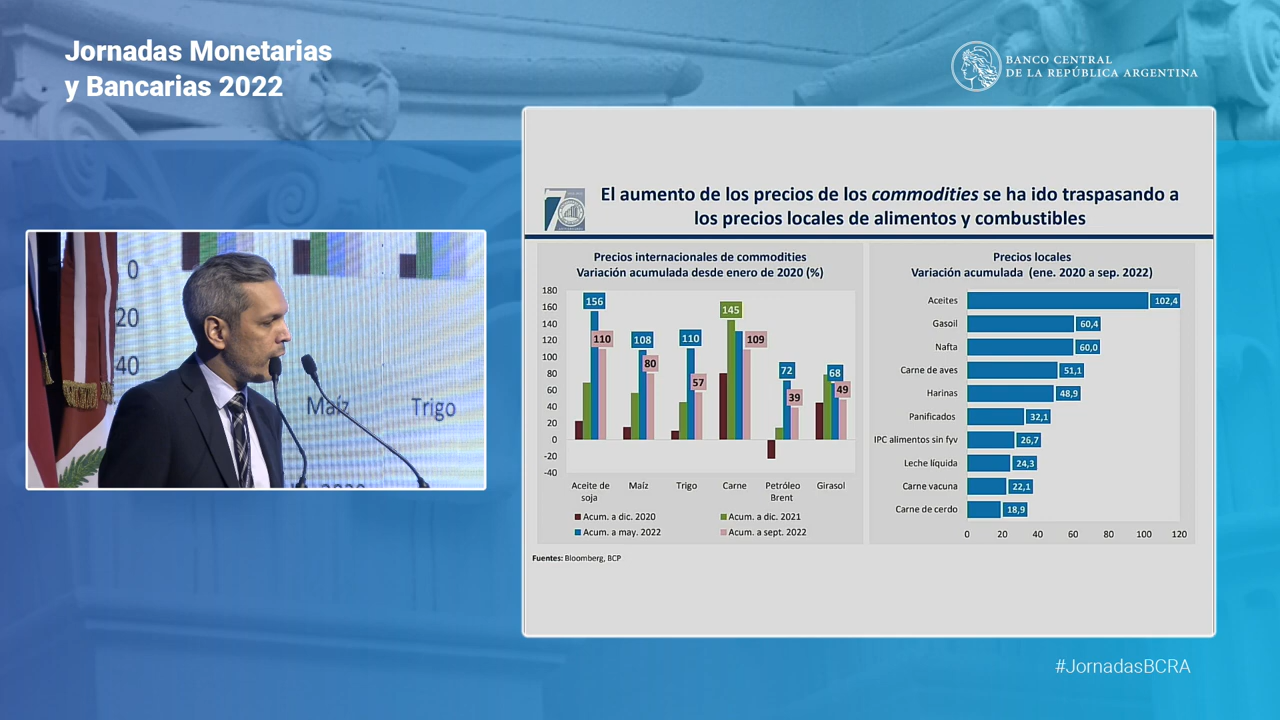 Jornadas Monetarias
y Bancarias 2022
BANCO CENTRAL
DE LA REPÚBLICA ARGENTINA
El aumento de los precios de los commodities se ha ido traspasando a
los precios locales de alimentos y combustibles
Precios internacionales de commodities
Variación acumulada desde enero de 2020 (%)
180
160
140
120
100
80
60
40
20
0
-20
-40
156
110
108
80
110
57
145
109
72
39
68
49
Aceite de
soja
Maíz
Trigo
Carne
Petróleo
Brent
Girasol
Acum. a dic. 2020
Acum. a dic. 2021
Acum. a may. 2022
Acum. a sept. 2022
Precios locales
Variación acumulada (ene. 2020 a sep. 2022)
Aceites 102,4
Gasoil 60,4
Nafta 60,0
Carne de aves 51,1
Harinas 48,9
Panificados 32,1
IPC alimentos sin fyv 26,7
Leche líquida 24,3
Carne vacuna 22,1
Carne de cerdo 18,9
0 20 40 60 80 100 120
Fuentes: Bloomberg, BCP
0
20
40
Maíz
Trigo
#JornadasBCRA